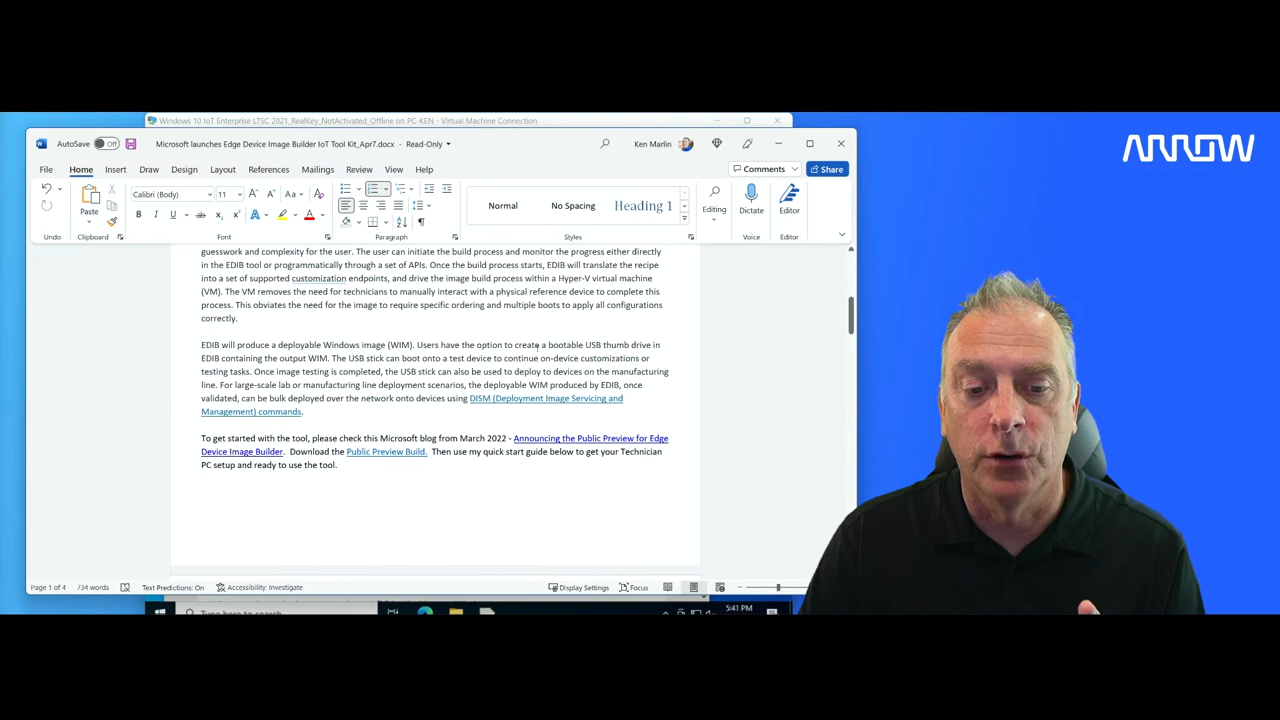 ARROW
Windows 10 IoT Enterprise LTSC 2021_RealKey_NotActivated_Offline on PC-KEN - Virtual Machine Connection
AutoSave Off Microsoft launches Edge Device Image Builder IoT Tool Kit_Apr7.docx - Read-Only Ken Marlin
File Home Insert Draw Design Layout References Mailings Review View Help Comments Share
Calibri (Body) 11
Paste Normal No Spacing Heading 1 Editing Dictate Editor
Undo Clipboard Font Paragraph Styles Voice Editor
guesswork and complexity for the user. The user can initiate the build process and monitor the progress either directly
in the EDIB tool or programmatically through a set of APIs. Once the build process starts, EDIB will translate the recipe
into a set of supported customization endpoints, and drive the image build process within a Hyper-V virtual machine
(VM). The VM removes the need for technicians to manually interact with a physical reference device to complete this
process. This obviates the need for the image to require specific ordering and multiple boots to apply all configurations
correctly.
EDIB will produce a deployable Windows image (WIM). Users have the option to create a bootable USB thumb drive in
EDIB containing the output WIM. The USB stick can boot onto a test device to continue on-device customizations or
testing tasks. Once image testing is completed, the USB stick can also be used to deploy to devices on the manufacturing
line. For large-scale lab or manufacturing line deployment scenarios, the deployable WIM produced by EDIB, once
validated, can be bulk deployed over the network onto devices using DISM (Deployment Image Servicing and
Management) commands.
To get started with the tool, please check this Microsoft blog from March 2022 - Announcing the Public Preview for Edge
Device Image Builder. Download the Public Preview Build. Then use my quick start guide below to get your Technician
PC setup and ready to use the tool.
Page 1 of 4 734 words Text Predictions: On Accessibility: Investigate Display Settings Focus
Type here to search 5:41 PM